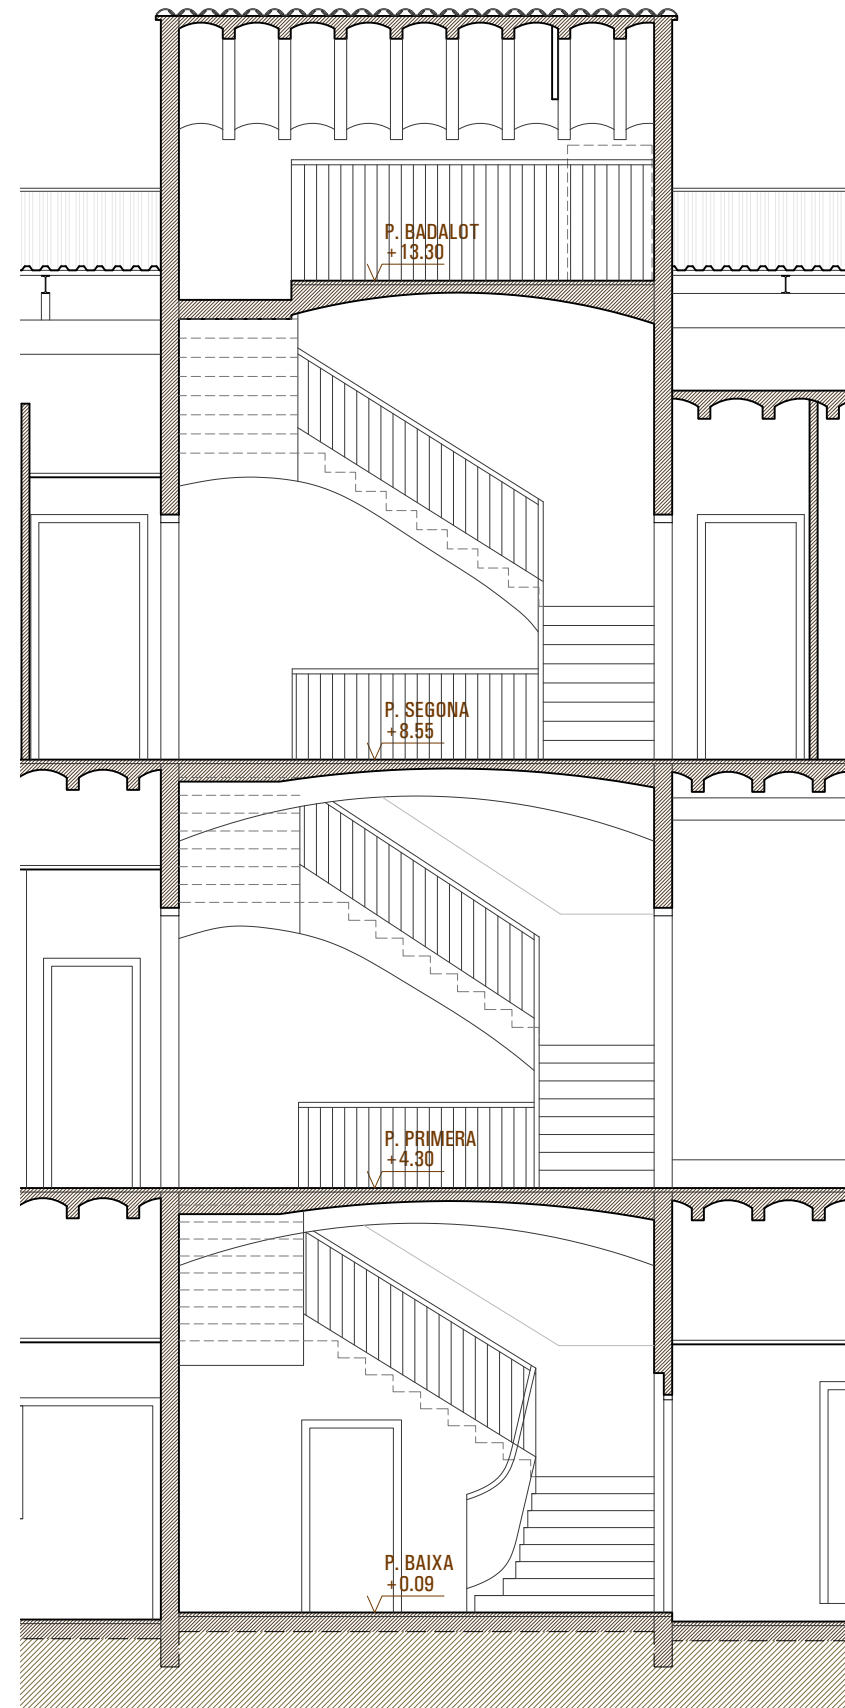 P. BADALOT
+13.30
P. SEGONA
+8.55
P. PRIMERA
+4.30
P. BAIXA
+0.09